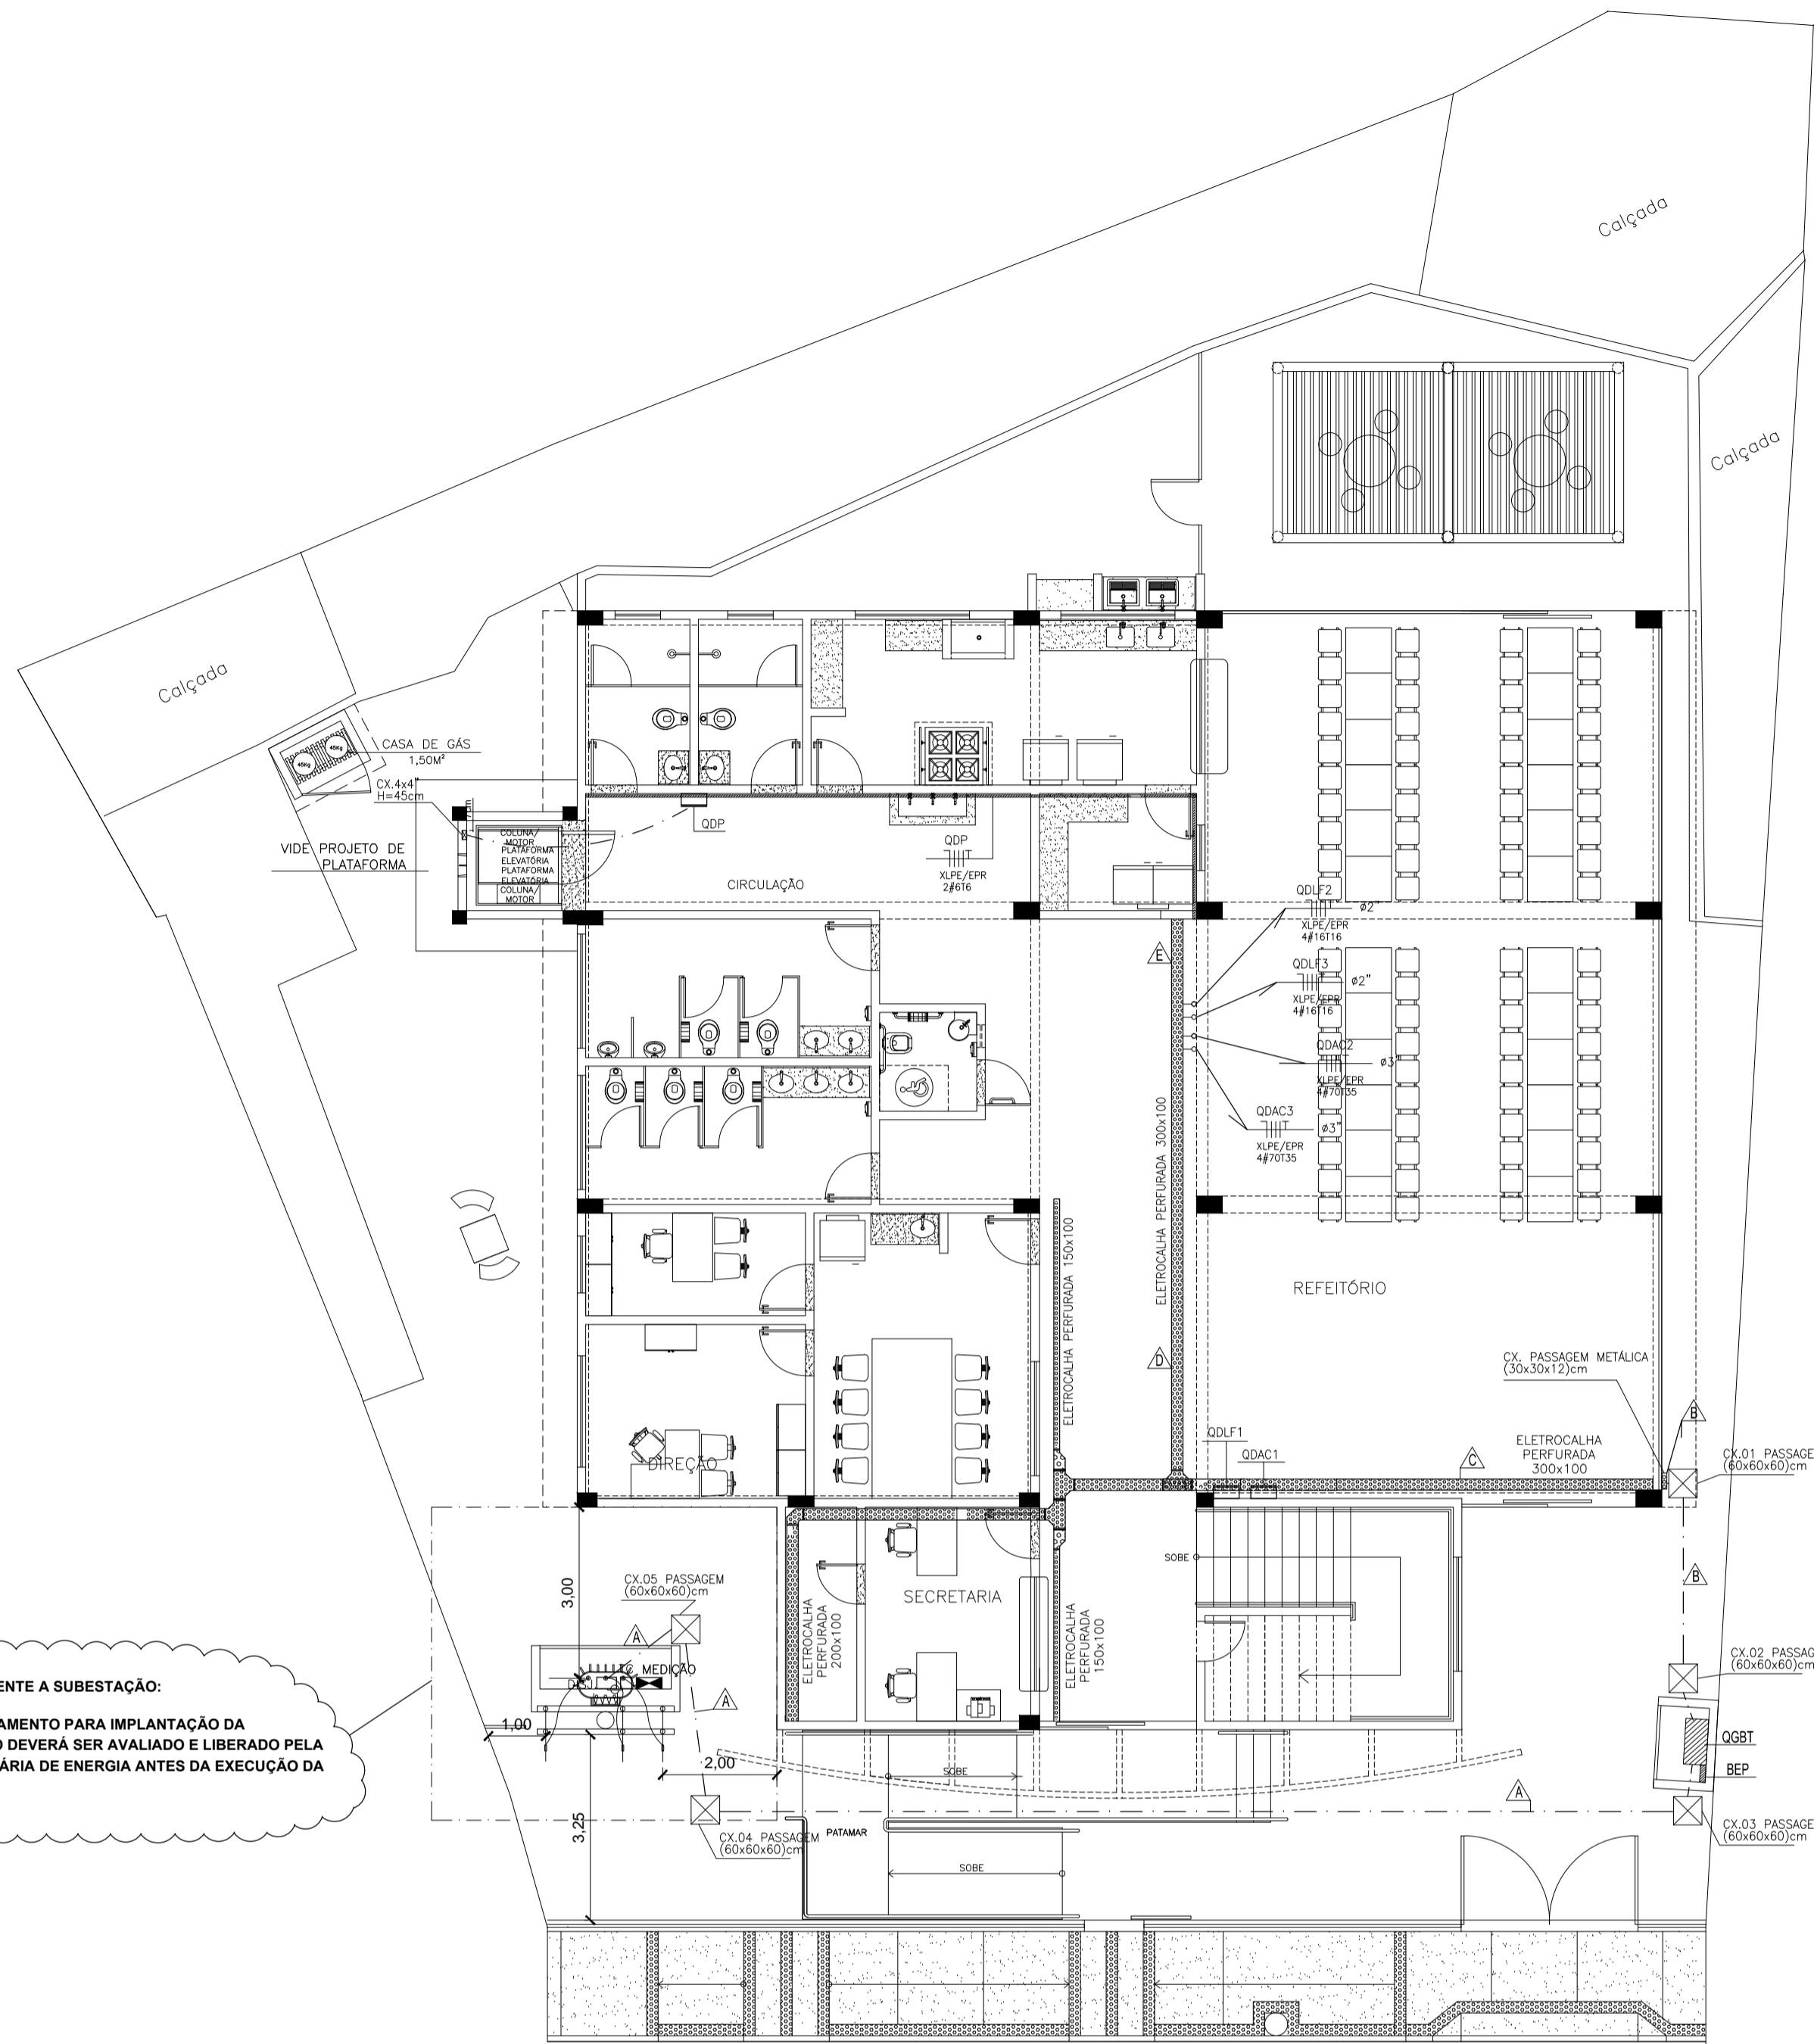 Calçada
Calçada
Calçada
45Kg
45Kg
CASA DE GÁS
1,50M²
CX.4x4"
H=45cm
VIDE PROJETO DE
PLATAFORMA
COLUNA/
MOTOR
PLATAFORMA
ELEVATÓRIA
PLATAFORMA
ELEVATÓRIA
COLUNA/
MOTOR
QDP
CIRCULAÇÃO
QDP
XLPE/EPR
2#6T6
QDLF2
ø2"
XLPE/EPR
4#16T16
QDLF3
ø2"
XLPE/EPR
4#16T16
QDAC2
ø3"
XLPE/EPR
4#70T35
QDAC3
ø3"
XLPE/EPR
4#70T35
E
D
ELETROCALHA PERFURADA 300x100
ELETROCALHA PERFURADA 150x100
REFEITÓRIO
CX. PASSAGEM METÁLICA
(30x30x12)cm
B
QDLF1
QDAC1
C
ELETROCALHA
PERFURADA
300x100
CX.01 PASSAGE
(60x60x60)cm
DIREÇÃO
B
3,00
CX.05 PASSAGEM
(60x60x60)cm
A
MEDIÇÃO
A
ELETROCALHA
PERFURADA
200x100
SECRETARIA
ELETROCALHA
PERFURADA
150x100
SOBE
CX.02 PASSAG
(60x60x60)cm
QGBT
BEP
ENTE A SUBESTAÇÃO:
AMENTO PARA IMPLANTAÇÃO DA
O DEVERÁ SER AVALIADO E LIBERADO PELA
ÁRIA DE ENERGIA ANTES DA EXECUÇÃO DA
1,00
2,00
3,25
SOBE
A
CX.04 PASSAGEM
(60x60x60)cm
PATAMAR
SOBE
CX.03 PASSAGE
(60x60x60)cm